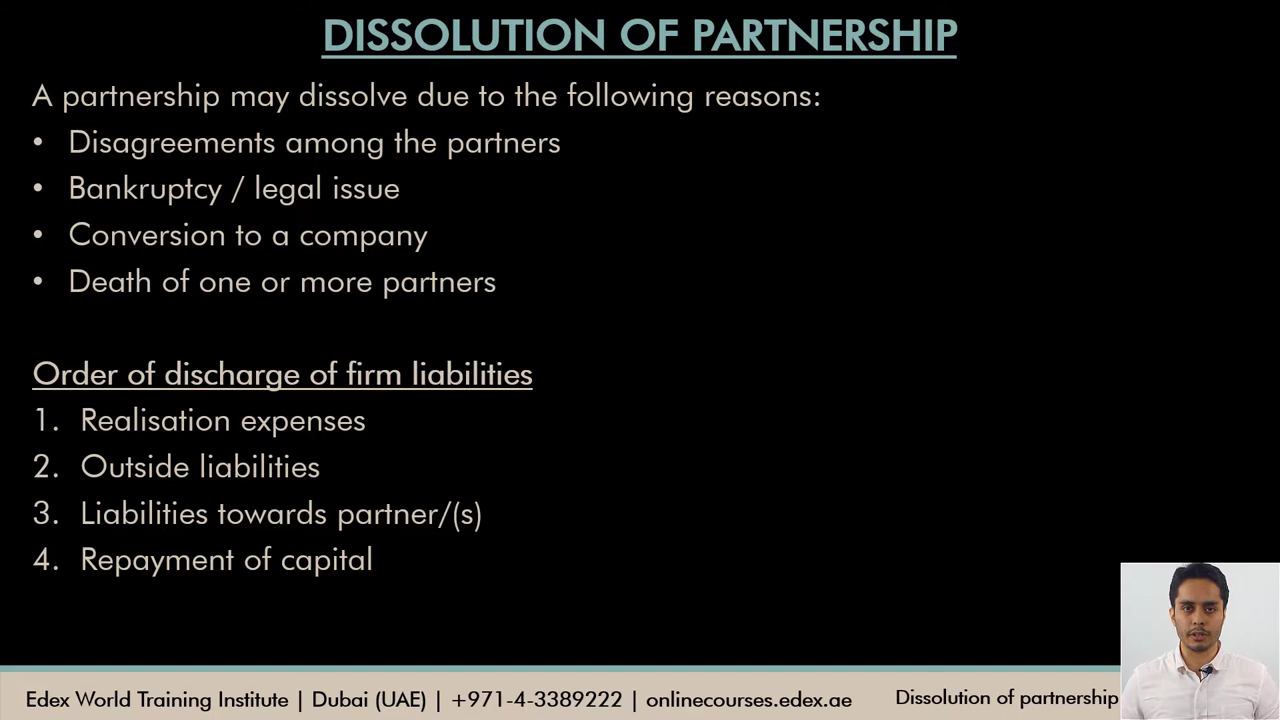 DISSOLUTION OF PARTNERSHIP
A partnership may dissolve due to the following reasons:
• Disagreements among the partners
• Bankruptcy / legal issue
• Conversion to a company
• Death of one or more partners
Order of discharge of firm liabilities
1. Realisation expenses
2. Outside liabilities
3. Liabilities towards partner/(s)
4. Repayment of capital
Edex World Training Institute | Dubai (UAE) | +971-4-3389222 | onlinecourses.edex.ae
Dissolution of partnership